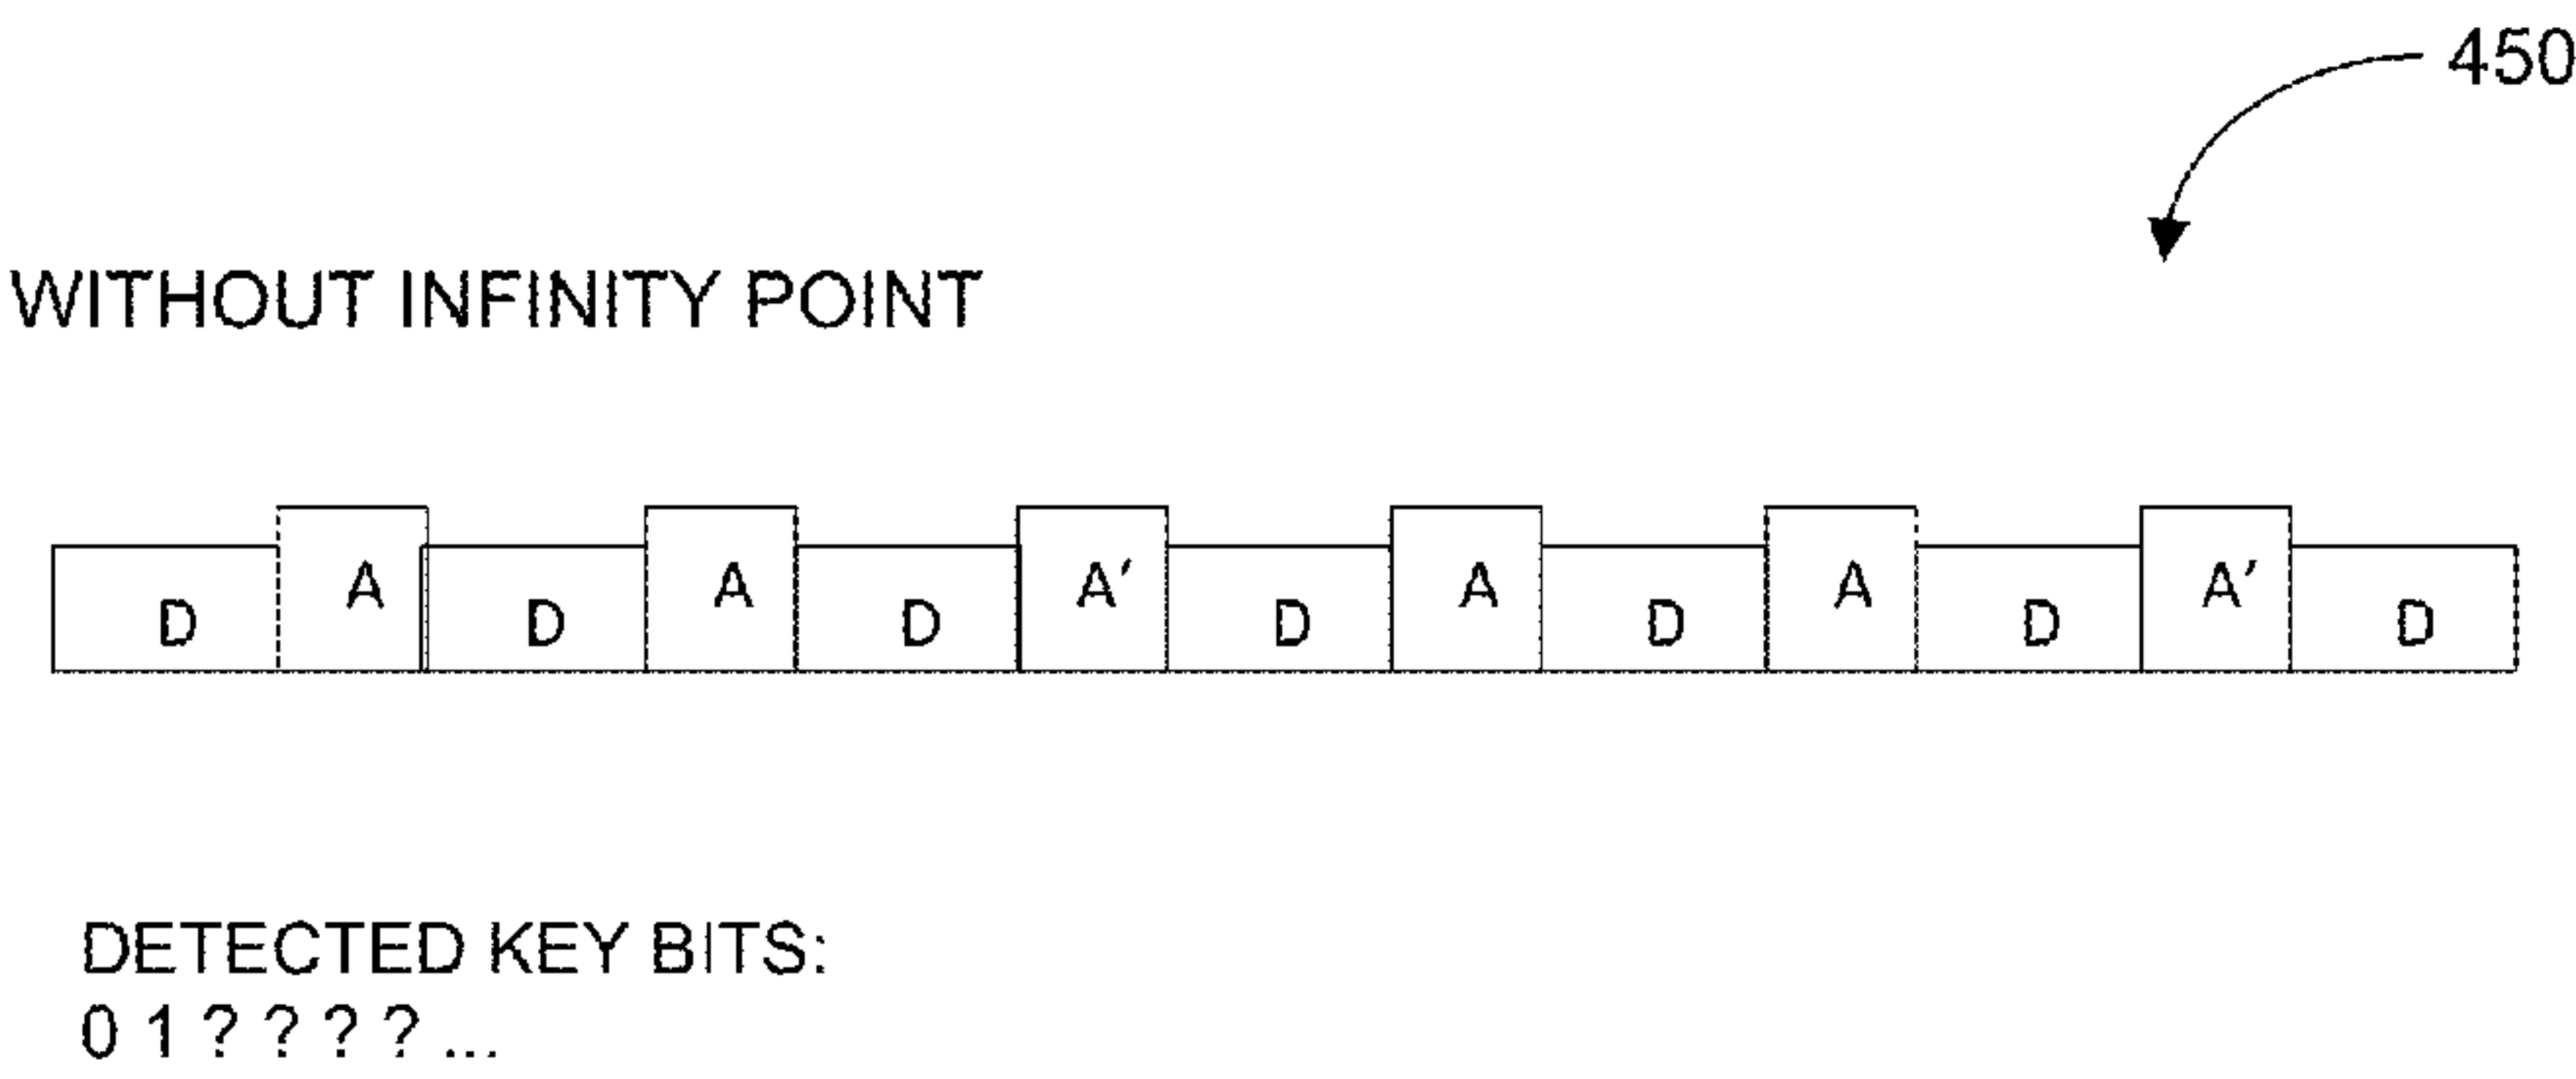 450
WITHOUT INFINITY POINT
D A D A D A′ D A D A D A′ D
DETECTED KEY BITS:
0 1 ? ? ? ? ...